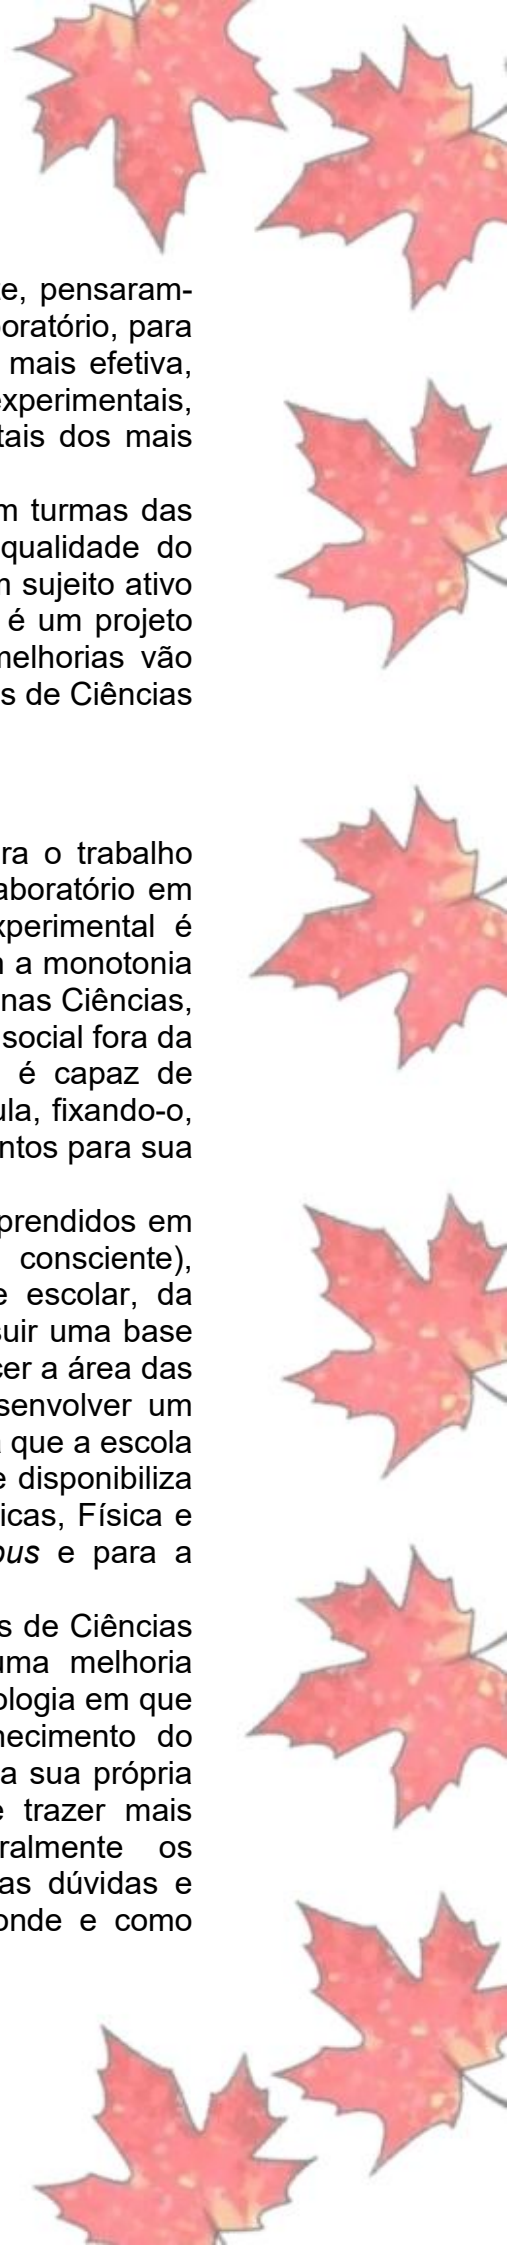 e, pensaram-
oratório, para
mais efetiva,
experimentais,
tais dos mais
m turmas das
qualidade do
m sujeito ativo
é um projeto
melhorias vão
s de Ciências
ra o trabalho
aboratório em
xperimental é
m a monotonia
nas Ciências,
social fora da
é capaz de
ula, fixando-o,
ntos para sua
prendidos em
consciente),
e escolar, da
suir uma base
cer a área das
senvolver um
a que a escola
e disponibiliza
icas, Física e
pus e para a
s de Ciências
uma melhoria
ologia em que
hecimento do
a sua própria
e trazer mais
ralmente os
as dúvidas e
onde e como